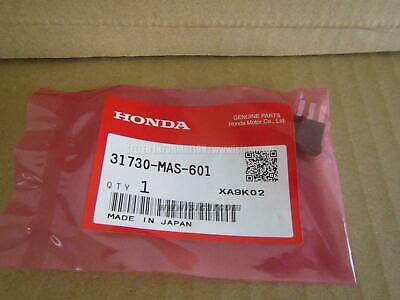 HONDA
GENUINE PARTS
Honda Motor Co., Ltd.
31730-MAS-601
QTY 1
XA9K02
MADE IN JAPAN